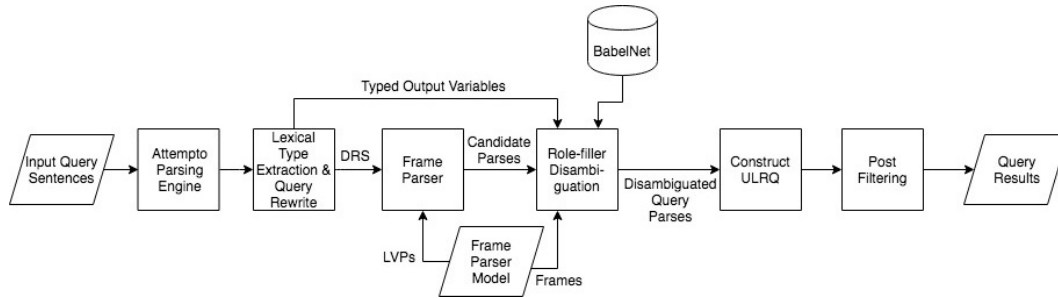 BabelNet
Typed Output Variables
Input Query
Sentences
Attempto
Parsing
Engine
Lexical
Type
Extraction &
Query
Rewrite
DRS
Frame
Parser
Candidate
Parses
Role-filler
Disambi-
guation
Disambiguated
Query
Parses
Construct
ULRQ
Post
Filtering
Query
Results
LVPs
Frame
Parser
Model
Frames